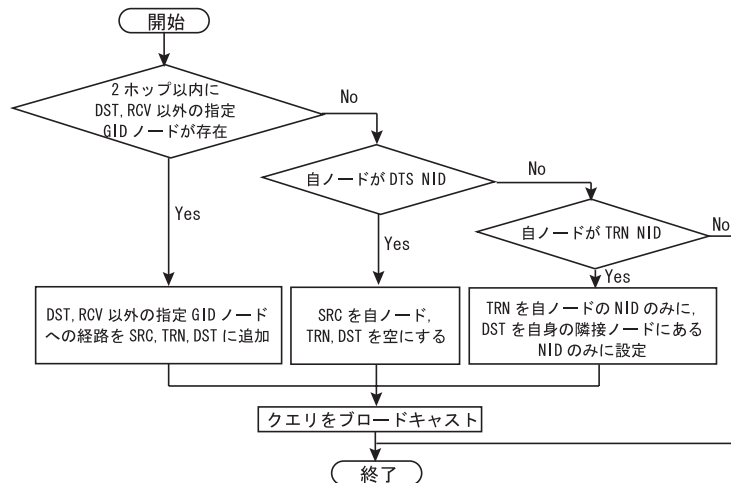 開始
2 ホップ以内に
DST, RCV 以外の指定
GID ノードが存在
No
自ノードが DTS NID
No
Yes
自ノードが TRN NID
No
Yes
Yes
DST, RCV 以外の指定 GID ノード
への経路を SRC, TRN, DST に追加
SRC を自ノード,
TRN, DST を空にする
TRN を自ノードの NID のみに,
DST を自身の隣接ノードにある
NID のみに設定
クエリをブロードキャスト
終了